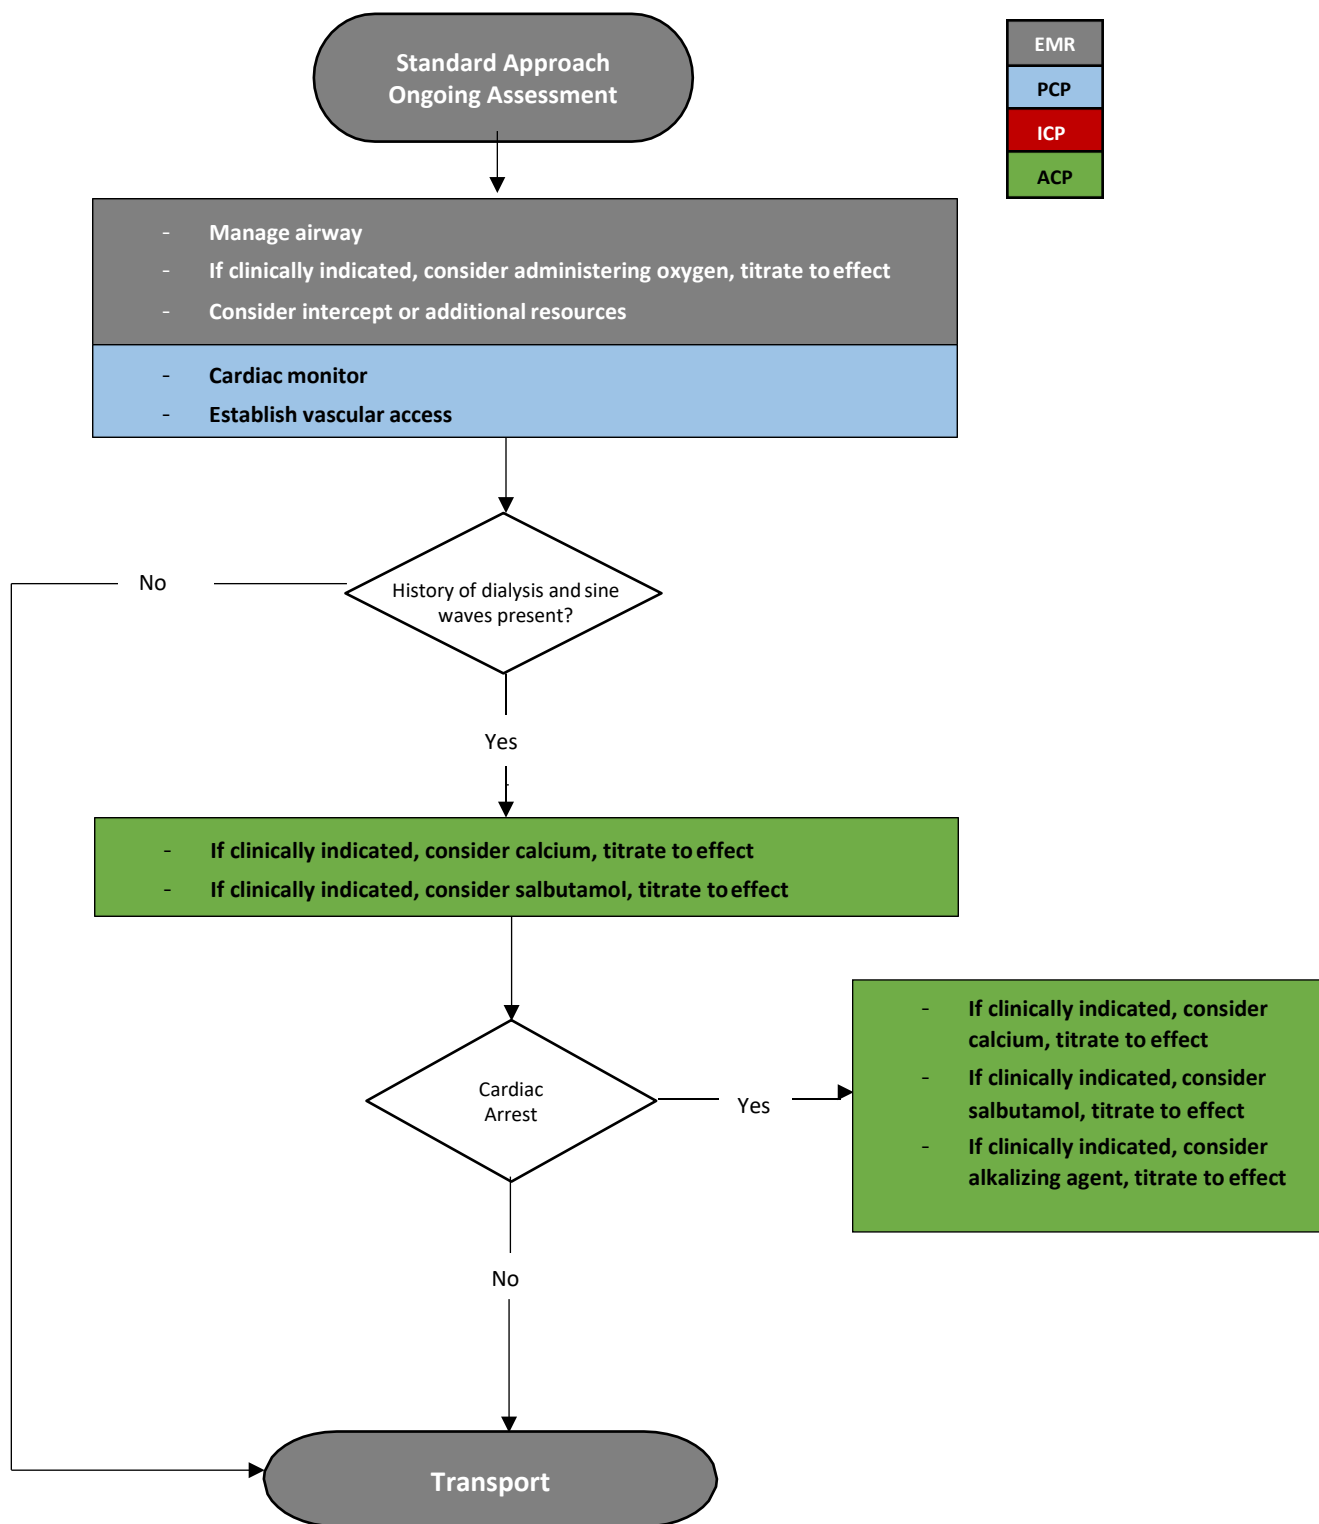 Standard Approach
Ongoing Assessment
EMR
PCP
ICP
ACP
- Manage airway
- If clinically indicated, consider administering oxygen, titrate to effect
- Consider intercept or additional resources
- Cardiac monitor
- Establish vascular access
No
History of dialysis and sine
waves present?
Yes
- If clinically indicated, consider calcium, titrate to effect
- If clinically indicated, consider salbutamol, titrate to effect
Cardiac
Arrest
Yes
- If clinically indicated, consider
calcium, titrate to effect
- If clinically indicated, consider
salbutamol, titrate to effect
- If clinically indicated, consider
alkalizing agent, titrate to effect
No
Transport